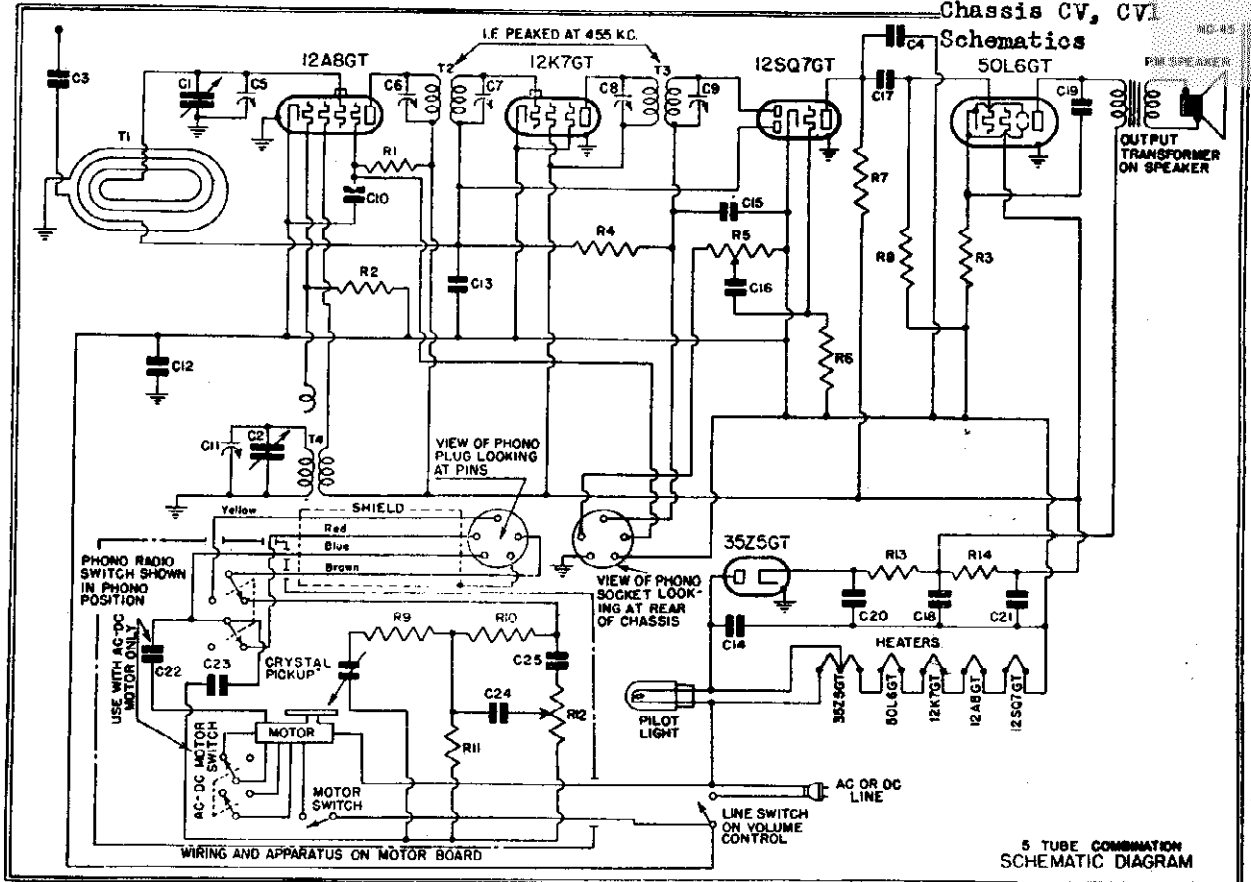 Chassis CV, CV1
Schematics
I.F. PEAKED AT 455 K.C.
12A8GT
12K7GT
12SQ7GT
50L6GT
PM SPEAKER
C3
C1
C5
C6
T2
C7
C8
T3
C9
C4
C17
C19
T1
R1
C10
OUTPUT
TRANSFORMER
ON SPEAKER
R7
C15
R4
R5
R8
R3
R2
C13
C16
C12
R6
C11
C2
T4
VIEW OF PHONO
PLUG LOOKING
AT PINS
SHIELD
Yellow
Red
Blue
Brown
PHONO RADIO
SWITCH SHOWN
IN PHONO
POSITION
VIEW OF PHONO
SOCKET LOOK-
ING AT REAR
OF CHASSIS
35Z5GT
R13
R14
C20
C18
C21
C14
HEATERS
35Z5GT
50L6GT
12K7GT
12A8GT
12SQ7GT
PILOT
LIGHT
USE WITH AC-DC
MOTOR ONLY
C22
C23
CRYSTAL
PICKUP
R9
R10
C25
C24
R12
R11
MOTOR
AC-DC MOTOR
SWITCH
MOTOR
SWITCH
AC OR DC
LINE
LINE SWITCH
ON VOLUME
CONTROL
WIRING AND APPARATUS ON MOTOR BOARD
5 TUBE COMBINATION
SCHEMATIC DIAGRAM